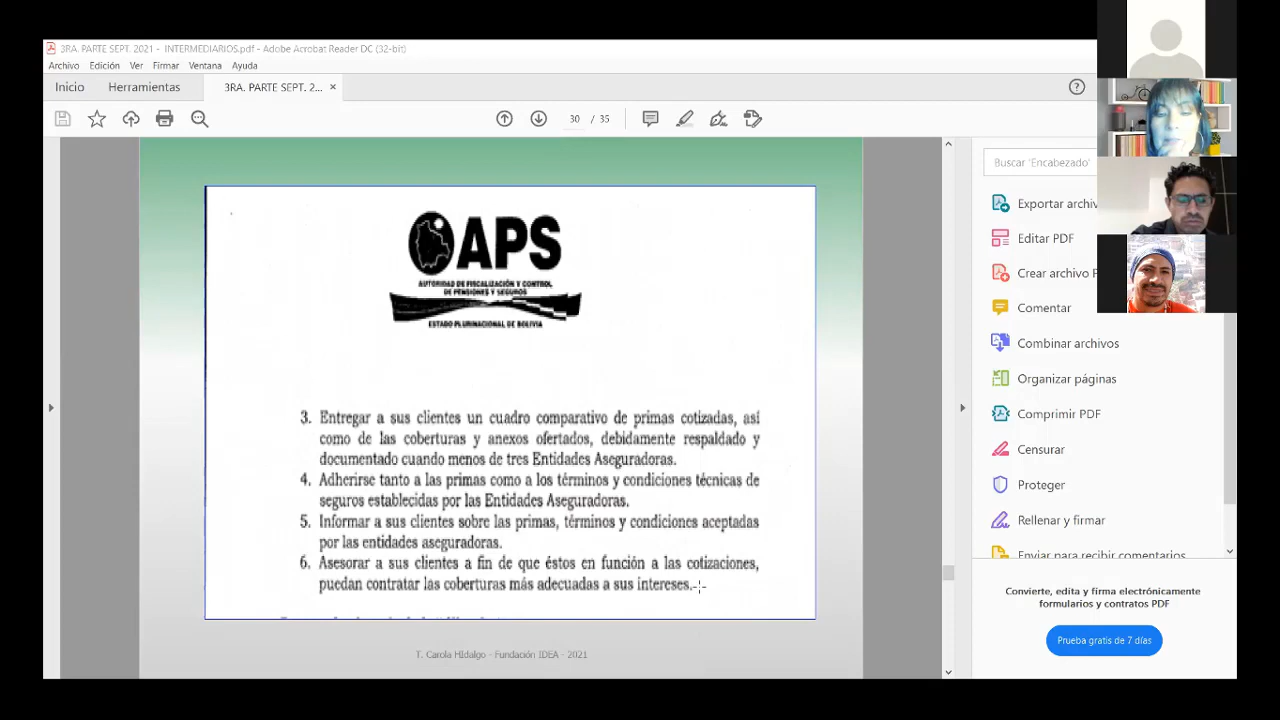 3RA. PARTE SEPT. 2021 - INTERMEDIARIOS.pdf - Adobe Acrobat Reader DC (32-bit)
Archivo Edición Ver Firmar Ventana Ayuda
Inicio Herramientas 3RA. PARTE SEPT. 2... ×
30 / 35
Buscar 'Encabezado'
Exportar archiv
Editar PDF
Crear archivo P
Comentar
Combinar archivos
Organizar páginas
Comprimir PDF
Censurar
Proteger
Rellenar y firmar
Enviar para recibir comentarios
Convierte, edita y firma electrónicamente
formularios y contratos PDF
Prueba gratis de 7 días
APS
AUTORIDAD DE FISCALIZACIÓN Y CONTROL
DE PENSIONES Y SEGUROS
ESTADO PLURINACIONAL DE BOLIVIA
3. Entregar a sus clientes un cuadro comparativo de primas cotizadas, así
como de las coberturas y anexos ofertados, debidamente respaldado y
documentado cuando menos de tres Entidades Aseguradoras.
4. Adherirse tanto a las primas como a los términos y condiciones técnicas de
seguros establecidas por las Entidades Aseguradoras.
5. Informar a sus clientes sobre las primas, términos y condiciones aceptadas
por las entidades aseguradoras.
6. Asesorar a sus clientes a fin de que éstos en función a las cotizaciones,
puedan contratar las coberturas más adecuadas a sus intereses.
T. Carola HIdalgo - Fundación IDEA - 2021